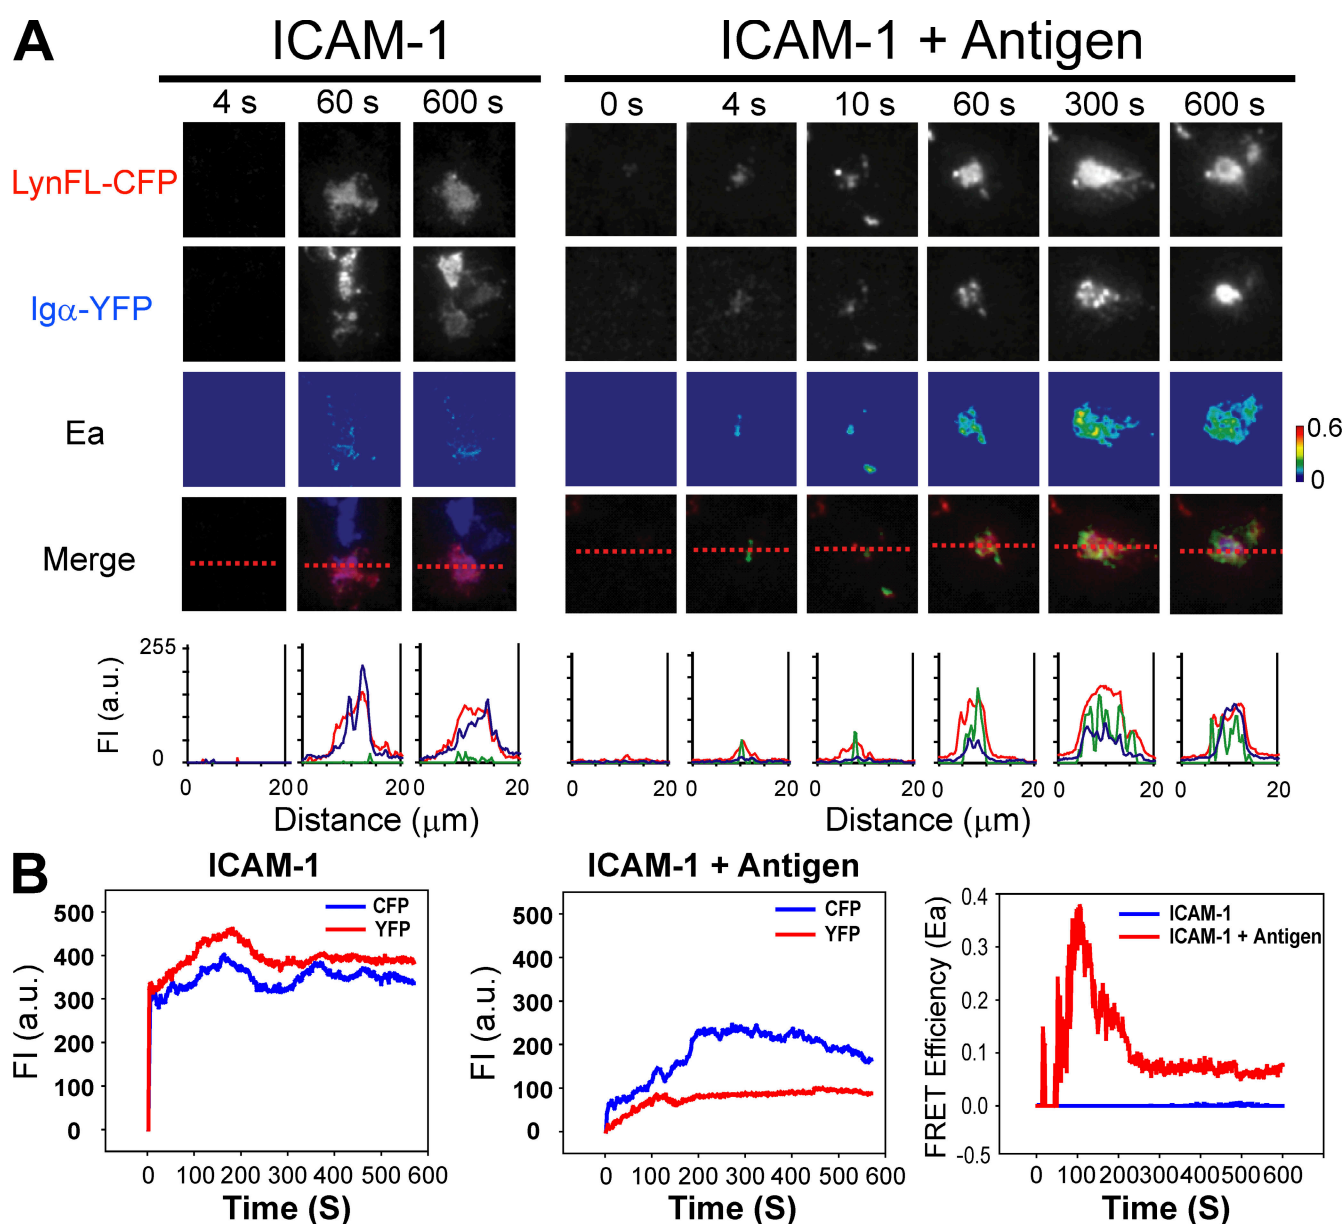 A
ICAM-1
ICAM-1 + Antigen
4 s
60 s
600 s
0 s
4 s
10 s
60 s
300 s
600 s
LynFL-CFP
Igα-YFP
Ea
0.6
0
Merge
255
FI (a.u.)
0
0 20 0 20 0 20
0 20 0 20 0 20 0 20 0 20 0 20
Distance (μm)
Distance (μm)
B
ICAM-1
500
400
300
200
100
0
FI (a.u.)
CFP
YFP
0 100 200 300 400 500 600
Time (S)
ICAM-1 + Antigen
500
400
300
200
100
0
FI (a.u.)
CFP
YFP
0 100 200 300 400 500 600
Time (S)
0.4
0.3
0.2
0.1
0.0
-0.5
FRET Efficiency (Ea)
ICAM-1
ICAM-1 + Antigen
0 100 200 300 400 500 600
Time (S)